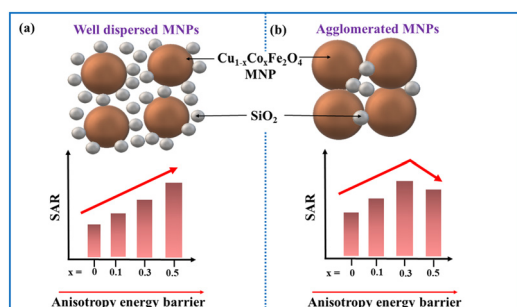 (a) Well dispersed MNPs
(b) Agglomerated MNPs
Cu₁₋ₓCoₓFe₂O₄
MNP
SiO₂
SAR
x = 0 0.1 0.3 0.5
Anisotropy energy barrier
SAR
x = 0 0.1 0.3 0.5
Anisotropy energy barrier